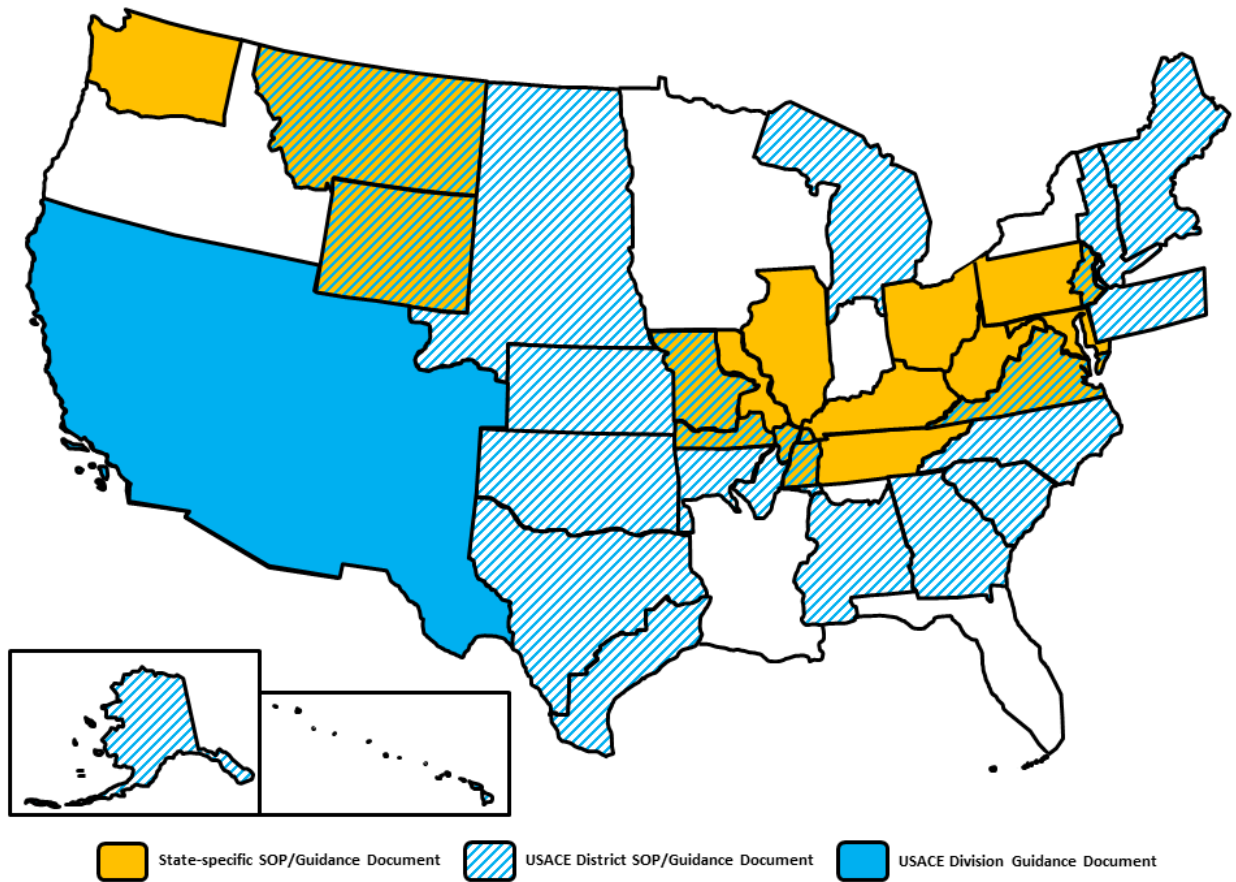 State-specific SOP/Guidance Document
USACE District SOP/Guidance Document
USACE Division Guidance Document